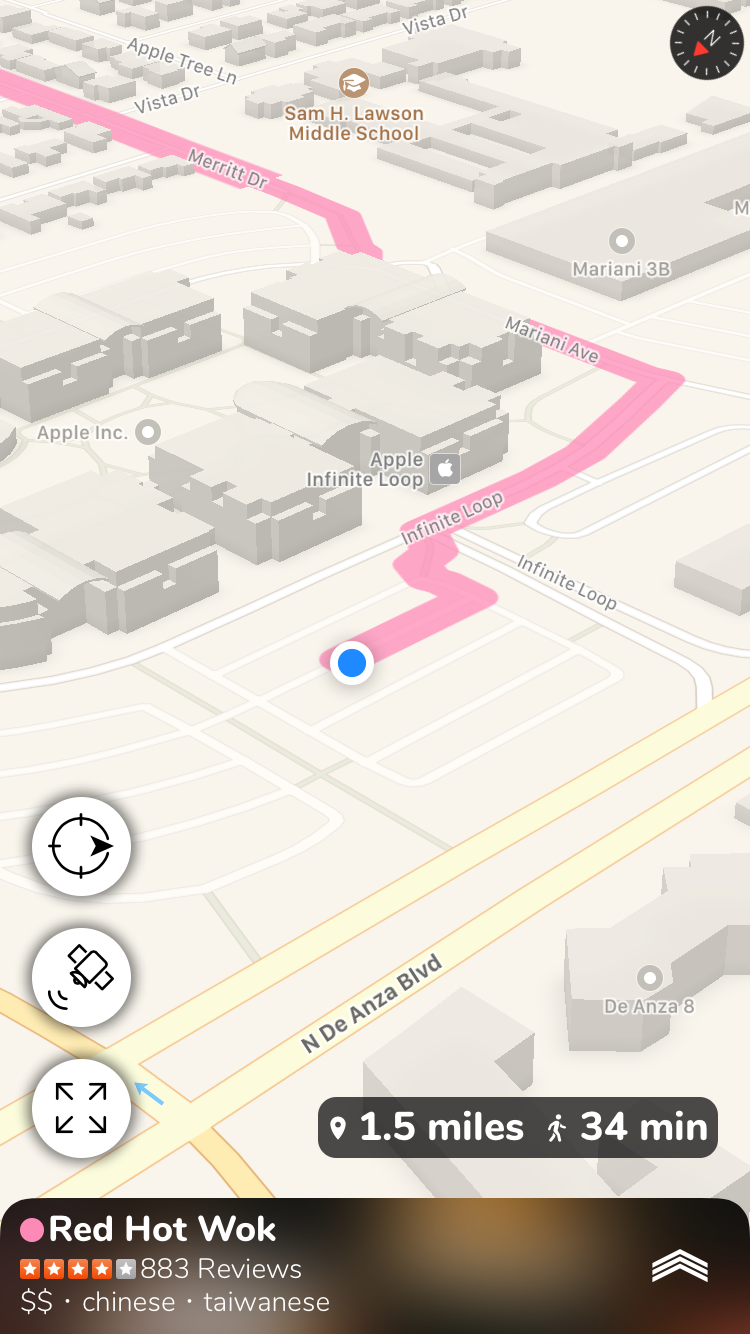 Vista Dr
N
Apple Tree Ln
Vista Dr
Sam H. Lawson
Middle School
Merritt Dr
M
Mariani 3B
Mariani Ave
Apple Inc.
Apple
Infinite Loop
Infinite Loop
Infinite Loop
N De Anza Blvd
De Anza 8
1.5 miles 34 min
Red Hot Wok
883 Reviews
$$ · chinese · taiwanese